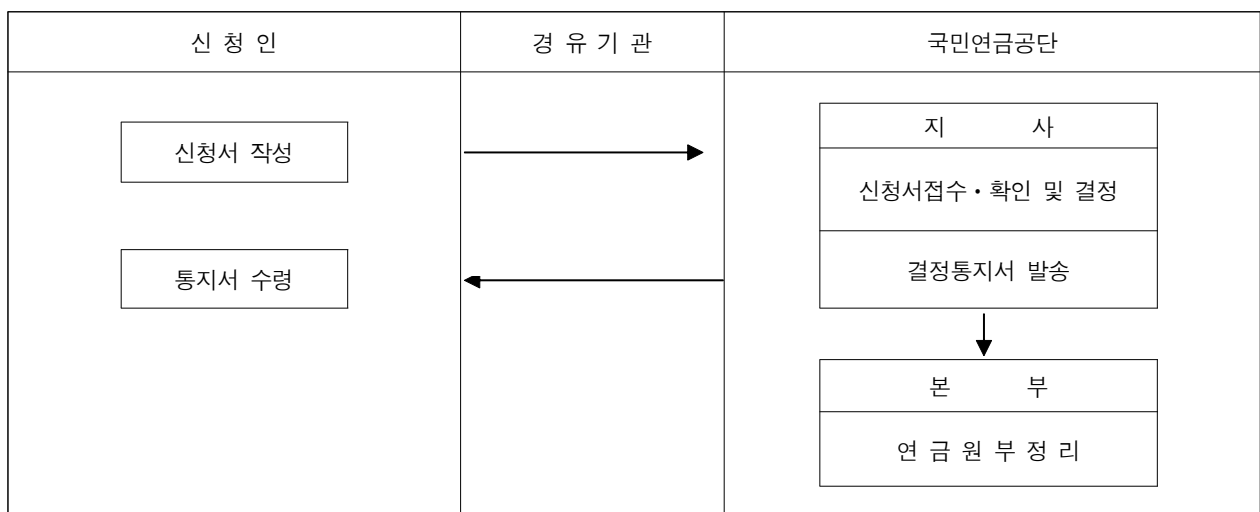 신 청 인
경 유 기 관
국민연금공단
신청서 작성
지 사
신청서접수·확인 및 결정
통지서 수령
결정통지서 발송
본 부
연 금 원 부 정 리